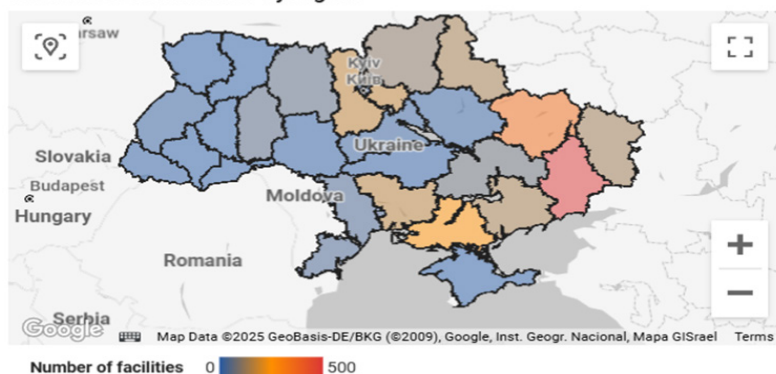 arsaw
Kyiv
Київ
Ukraine
Slovakia
Budapest
Hungary
Moldova
Romania
Serbia
Google
Map Data ©2025 GeoBasis-DE/BKG (©2009), Google, Inst. Geogr. Nacional, Mapa GISrael Terms
Number of facilities 0 500